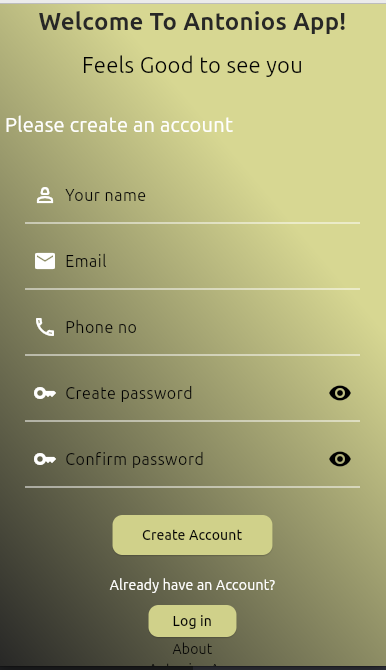 Welcome To Antonios App!
Feels Good to see you
Please create an account
Your name
Email
Phone no
Create password
Confirm password
Create Account
Already have an Account?
Log in
About